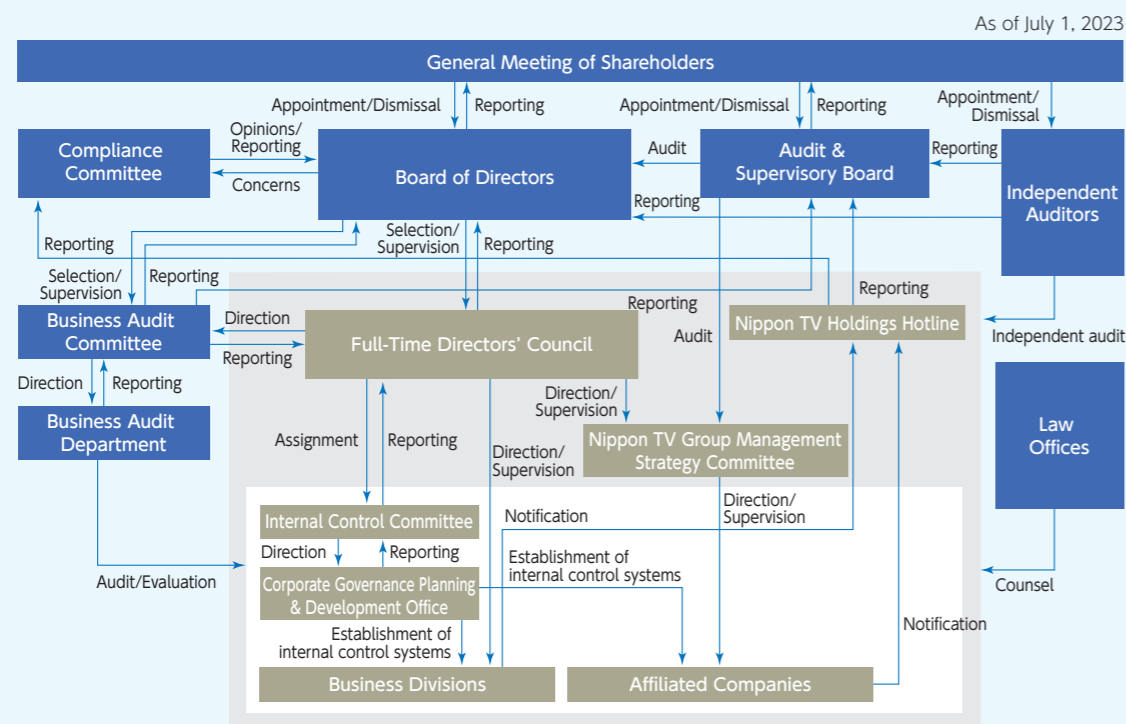 As of July 1, 2023
General Meeting of Shareholders
Appointment/Dismissal
Reporting
Appointment/Dismissal
Reporting
Appointment/
Dismissal
Compliance
Committee
Opinions/
Reporting
Concerns
Board of Directors
Audit
Audit &
Supervisory Board
Reporting
Independent
Auditors
Reporting
Reporting
Selection/
Supervision
Reporting
Selection/
Supervision
Reporting
Reporting
Reporting
Business Audit
Committee
Direction
Reporting
Full-Time Directors' Council
Audit
Nippon TV Holdings Hotline
Independent audit
Direction
Reporting
Business Audit
Department
Assignment
Reporting
Direction/
Supervision
Direction/
Supervision
Nippon TV Group Management
Strategy Committee
Law
Offices
Internal Control Committee
Notification
Direction/
Supervision
Direction
Reporting
Establishment of
internal control systems
Audit/Evaluation
Corporate Governance Planning
& Development Office
Counsel
Establishment of
internal control systems
Notification
Business Divisions
Affiliated Companies